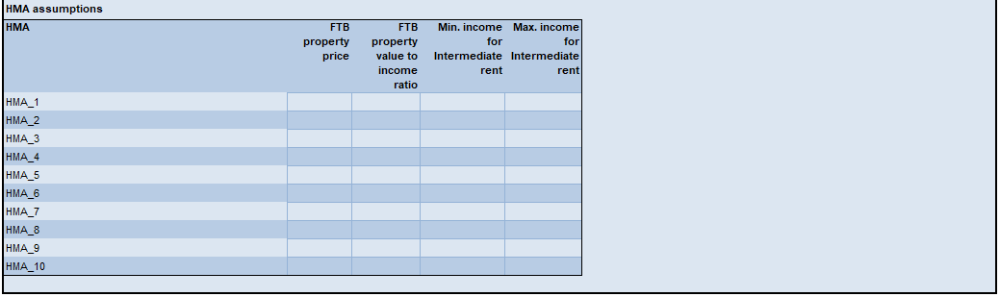 HMA assumptions
HMA FTB FTB Min. income Max. income
property property for for
price value to Intermediate Intermediate
income rent rent
ratio
HMA_1
HMA_2
HMA_3
HMA_4
HMA_5
HMA_6
HMA_7
HMA_8
HMA_9
HMA_10